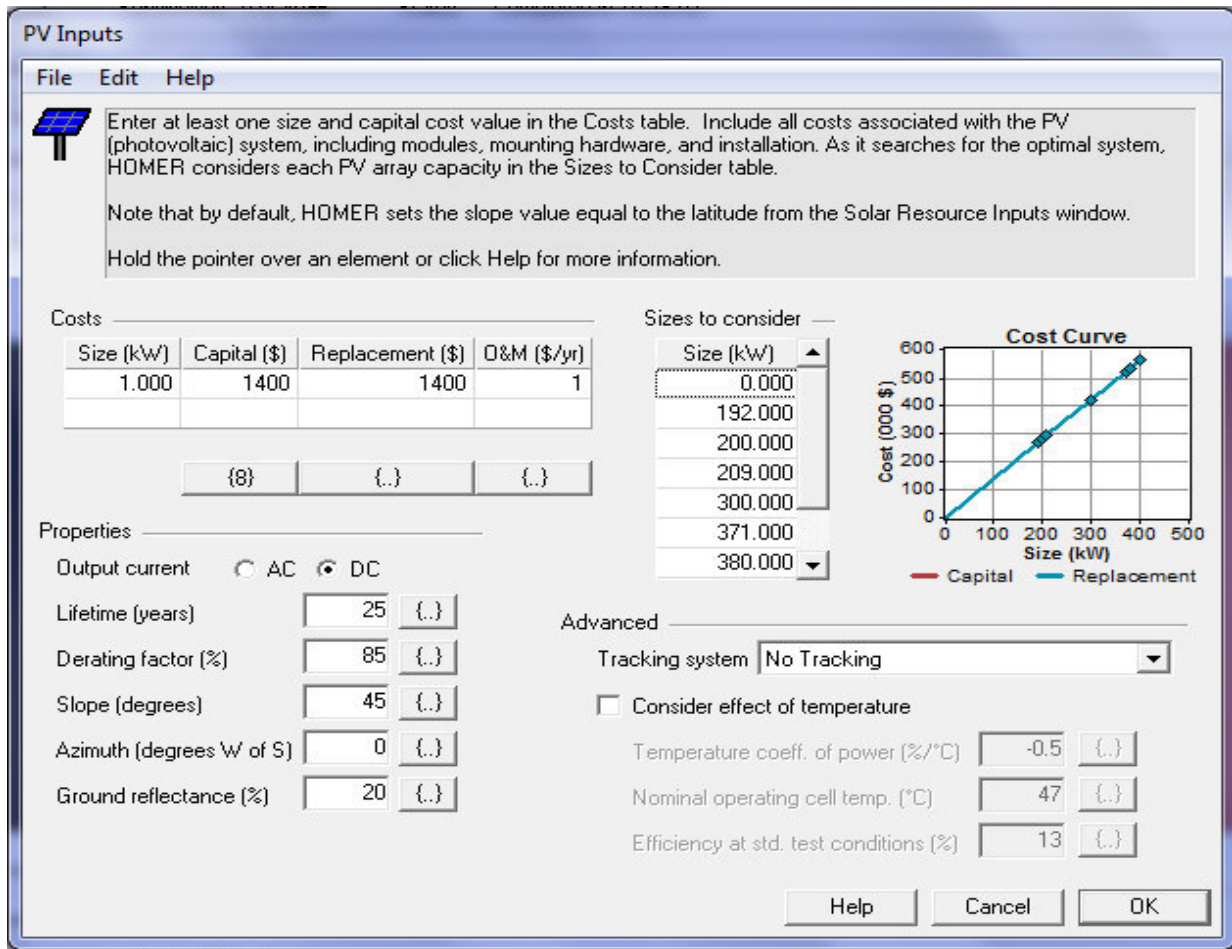 PV Inputs
File Edit Help
Enter at least one size and capital cost value in the Costs table. Include all costs associated with the PV
(photovoltaic) system, including modules, mounting hardware, and installation. As it searches for the optimal system,
HOMER considers each PV array capacity in the Sizes to Consider table.
Note that by default, HOMER sets the slope value equal to the latitude from the Solar Resource Inputs window.
Hold the pointer over an element or click Help for more information.
Costs
Size (kW) Capital ($) Replacement ($) O&M ($/yr)
1.000 1400 1400 1
{8} {..} {..}
Sizes to consider
Size (kW)
0.000
192.000
200.000
209.000
300.000
371.000
380.000
Cost Curve
Cost (000 $)
600
500
400
300
200
100
0
0 100 200 300 400 500
Size (kW)
Capital Replacement
Properties
Output current AC DC
Lifetime (years) 25 {..}
Derating factor (%) 85 {..}
Slope (degrees) 45 {..}
Azimuth (degrees W of S) 0 {..}
Ground reflectance (%) 20 {..}
Advanced
Tracking system No Tracking
Consider effect of temperature
Temperature coeff. of power (%/°C) -0.5 {..}
Nominal operating cell temp. (°C) 47 {..}
Efficiency at std. test conditions (%) 13 {..}
Help Cancel OK